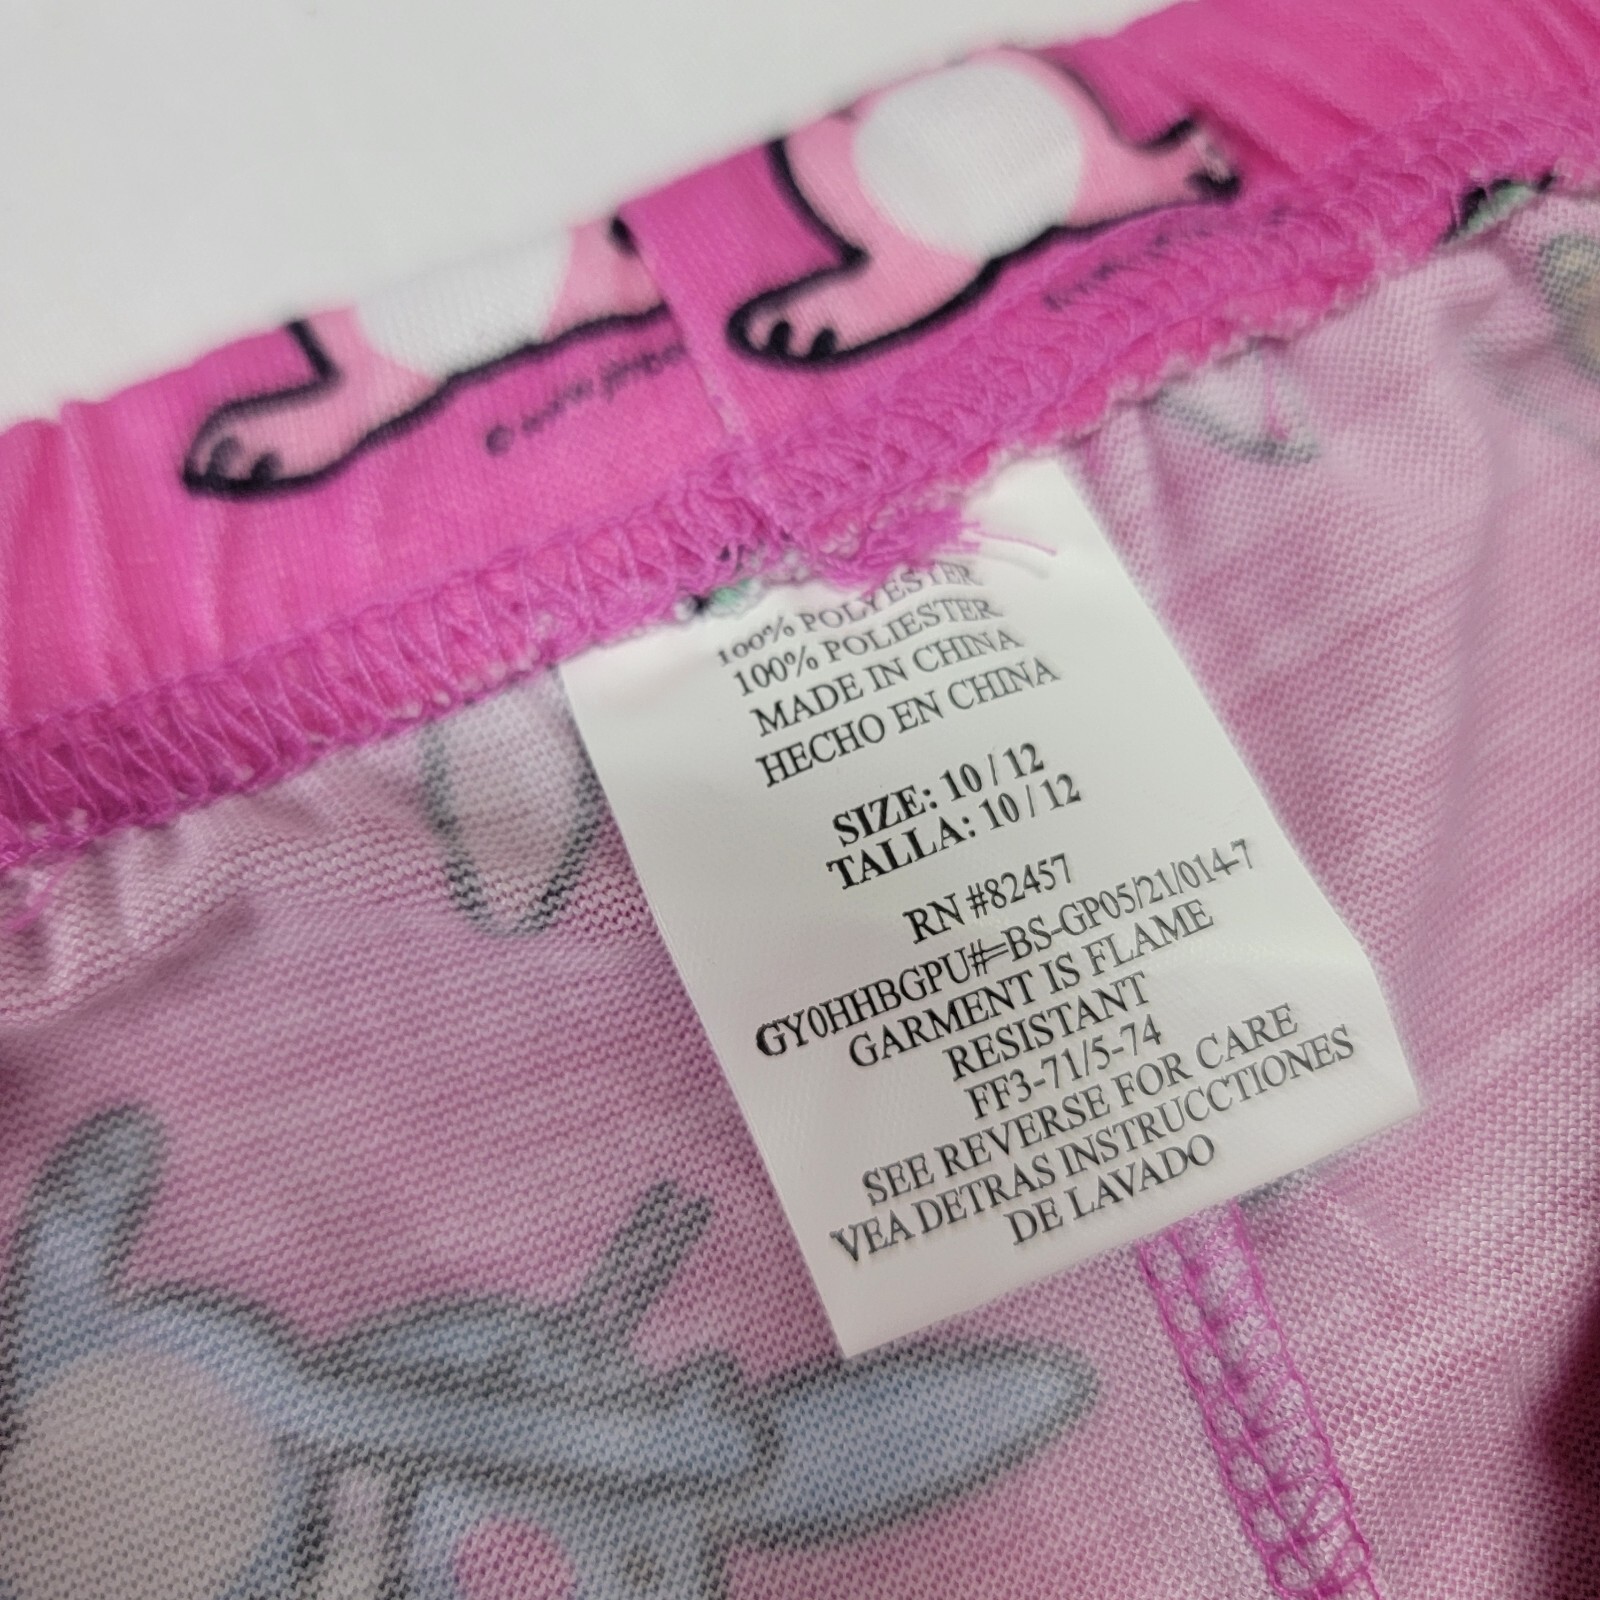 100% POLYESTER
100% POLIESTER
MADE IN CHINA
HECHO EN CHINA
SIZE: 10 / 12
TALLA: 10 / 12
RN #82457
GY0HHBGPU#=BS-GP05/21/014-7
GARMENT IS FLAME
RESISTANT
FF3-71/5-74
SEE REVERSE FOR CARE
VEA DETRAS INSTRUCCTIONES
DE LAVADO